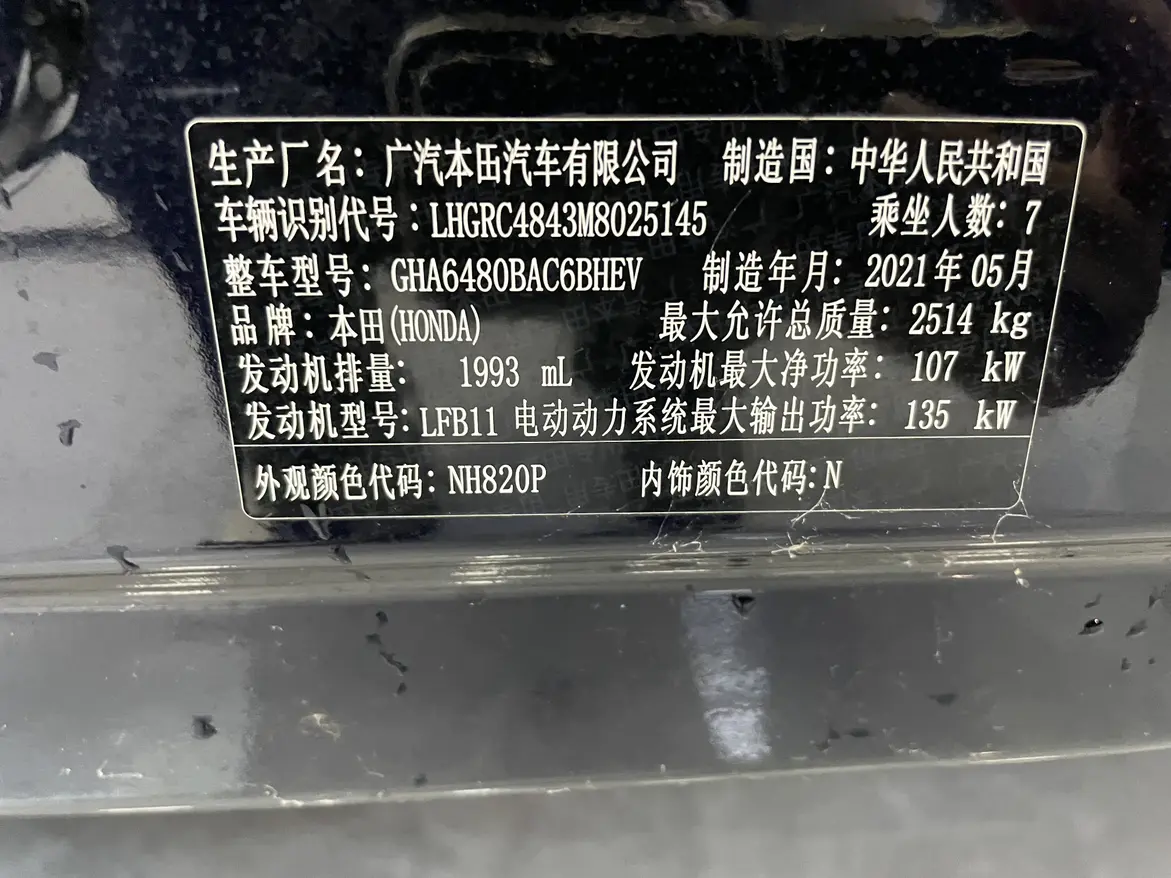 生产厂名：广汽本田汽车有限公司 制造国：中华人民共和国
车辆识别代号：LHGRC4843M8025145 乘坐人数：7
整车型号：GHA6480BAC6BHEV 制造年月：2021年05月
品牌：本田(HONDA) 最大允许总质量：2514 kg
发动机排量： 1993 mL 发动机最大净功率：107 kW
发动机型号：LFB11 电动动力系统最大输出功率：135 kW
外观颜色代码：NH820P 内饰颜色代码：N